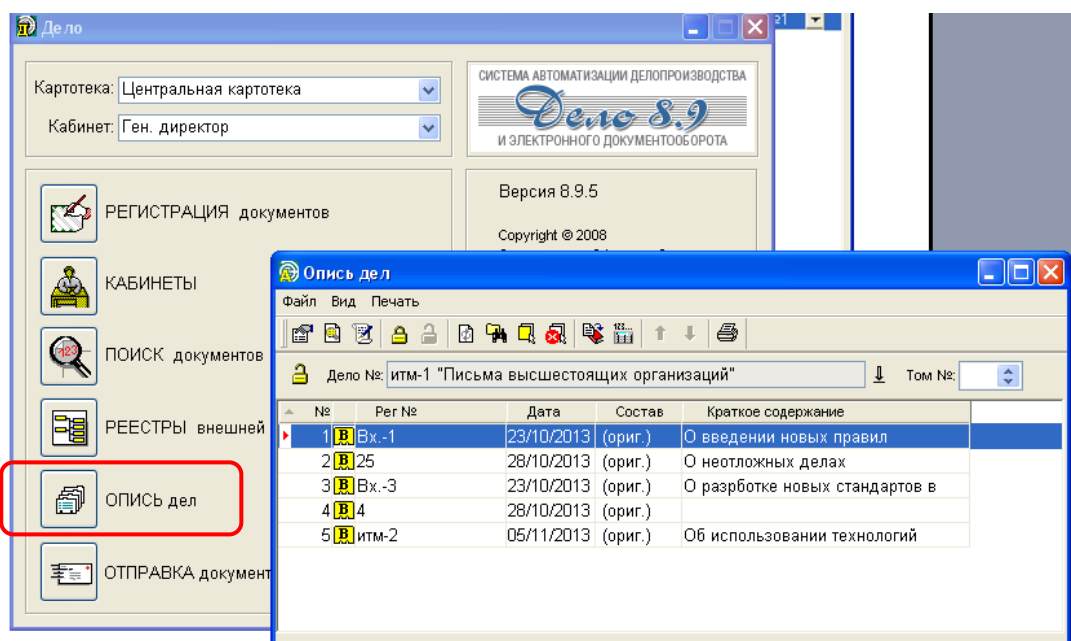 Дело
Картотека: Центральная картотека
Кабинет: Ген. директор
СИСТЕМА АВТОМАТИЗАЦИИ ДЕЛОПРОИЗВОДСТВА
Дело 8.9
И ЭЛЕКТРОННОГО ДОКУМЕНТООБОРОТА
РЕГИСТРАЦИЯ документов
КАБИНЕТЫ
ПОИСК документов
РЕЕСТРЫ внешней
ОПИСЬ дел
ОТПРАВКА документ
Версия 8.9.5
Copyright © 2008
Опись дел
Файл Вид Печать
Дело №: итм-1 "Письма высшестоящих организаций" Том №:
№ Рег № Дата Состав Краткое содержание
1 В Вх.-1 23/10/2013 (ориг.) О введении новых правил
2 В 25 28/10/2013 (ориг.) О неотложных делах
3 В Вх.-3 23/10/2013 (ориг.) О разрботке новых стандартов в
4 В 4 28/10/2013 (ориг.)
5 В итм-2 05/11/2013 (ориг.) Об использовании технологий